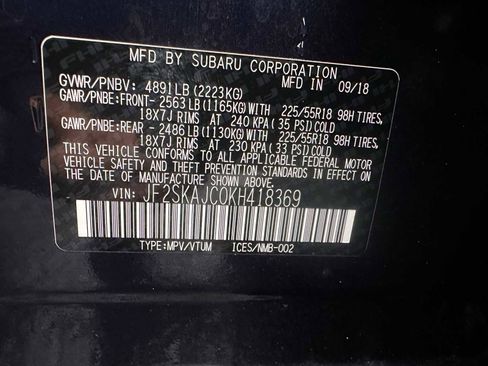 MFD BY SUBARU CORPORATION
MFD IN 09/18
GVWR/PNBV: 4891LB(2223KG)
GAWR/PNBE:FRONT- 2563LB(1165KG)WITH 225/55R18 98H TIRES,
18X7J RIMS AT 240 KPA(35 PSI)COLD
GAWR/PNBE:REAR - 2486LB(1130KG)WITH 225/55R18 98H TIRES,
18X7J RIMS AT 230 KPA(33 PSI)COLD
THIS VEHICLE CONFORMS TO ALL APPLICABLE FEDERAL MOTOR
VEHICLE SAFETY AND THEFT PREVENTION STANDARDS IN EFFECT ON
THE DATE OF MANUFACTURE SHOWN ABOVE.
VIN: JF2SKAJC0KH418369
TYPE:MPV/VTUM ICES/NMB-002